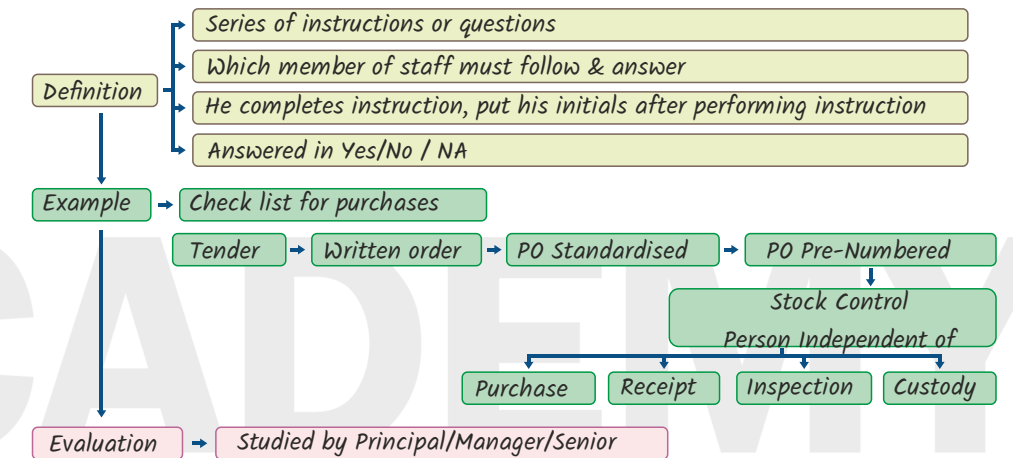 Series of instructions or questions
Which member of staff must follow & answer
Definition
He completes instruction, put his initials after performing instruction
Answered in Yes/No / NA
Example
Check list for purchases
Tender
Written order
PO Standardised
PO Pre-Numbered
Stock Control
Person Independent of
Purchase
Receipt
Inspection
Custody
Evaluation
Studied by Principal/Manager/Senior
CADEMY